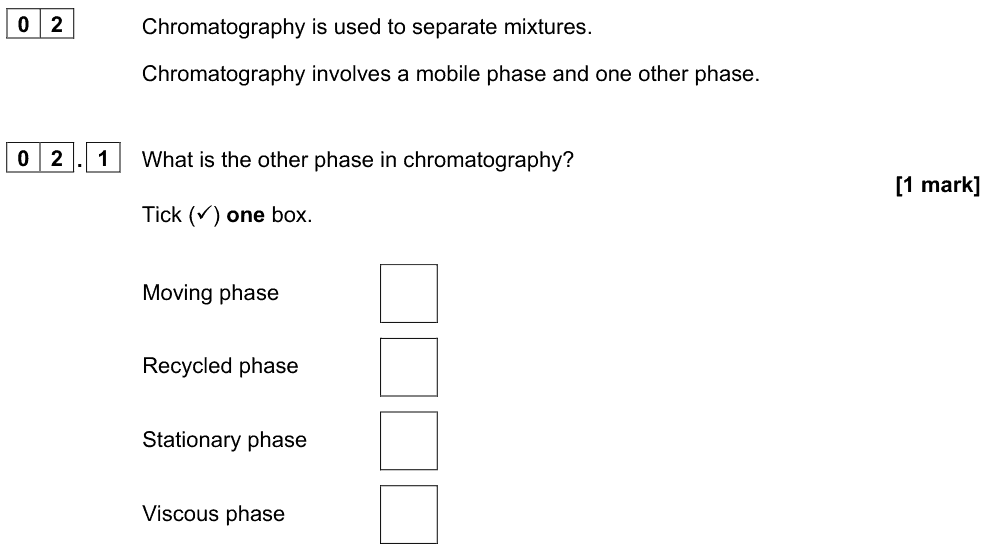 0 2 Chromatography is used to separate mixtures.
Chromatography involves a mobile phase and one other phase.
0 2 . 1 What is the other phase in chromatography?
[1 mark]
Tick (✓) one box.
Moving phase
Recycled phase
Stationary phase
Viscous phase